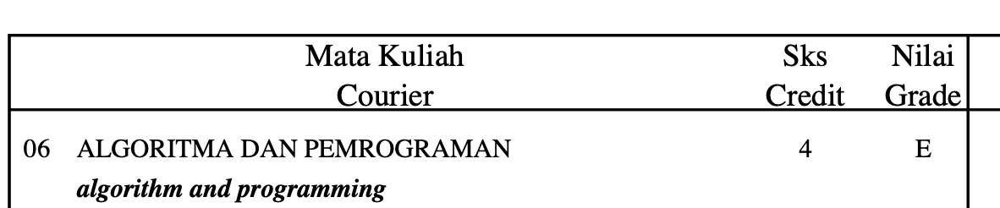 Mata Kuliah Sks Nilai
Courier Credit Grade
06 ALGORITMA DAN PEMROGRAMAN 4 E
algorithm and programming